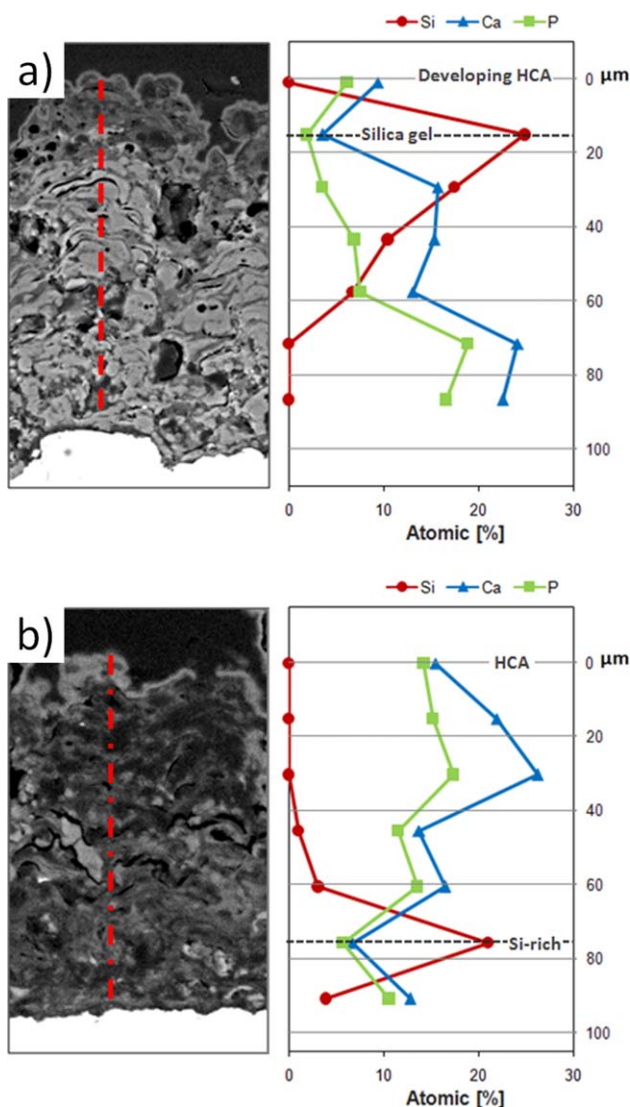 a)
Si Ca P
Developing HCA
0 μm
Silica gel
20
40
60
80
100
0 10 20 30
Atomic [%]
b)
Si Ca P
HCA
0 μm
20
40
60
Si-rich
80
100
0 10 20 30
Atomic [%]